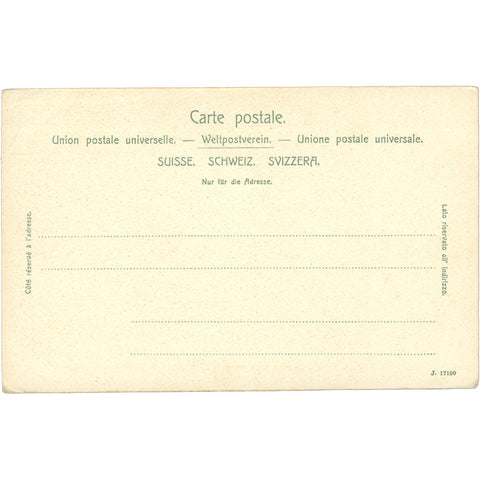 Carte postale.
Union postale universelle. — Weltpostverein. — Unione postale universale.
SUISSE. SCHWEIZ. SVIZZERA.
Nur für die Adresse.
Côté réservé à l'adresse.
Lato riservato all' indirizzo.
J. 17190